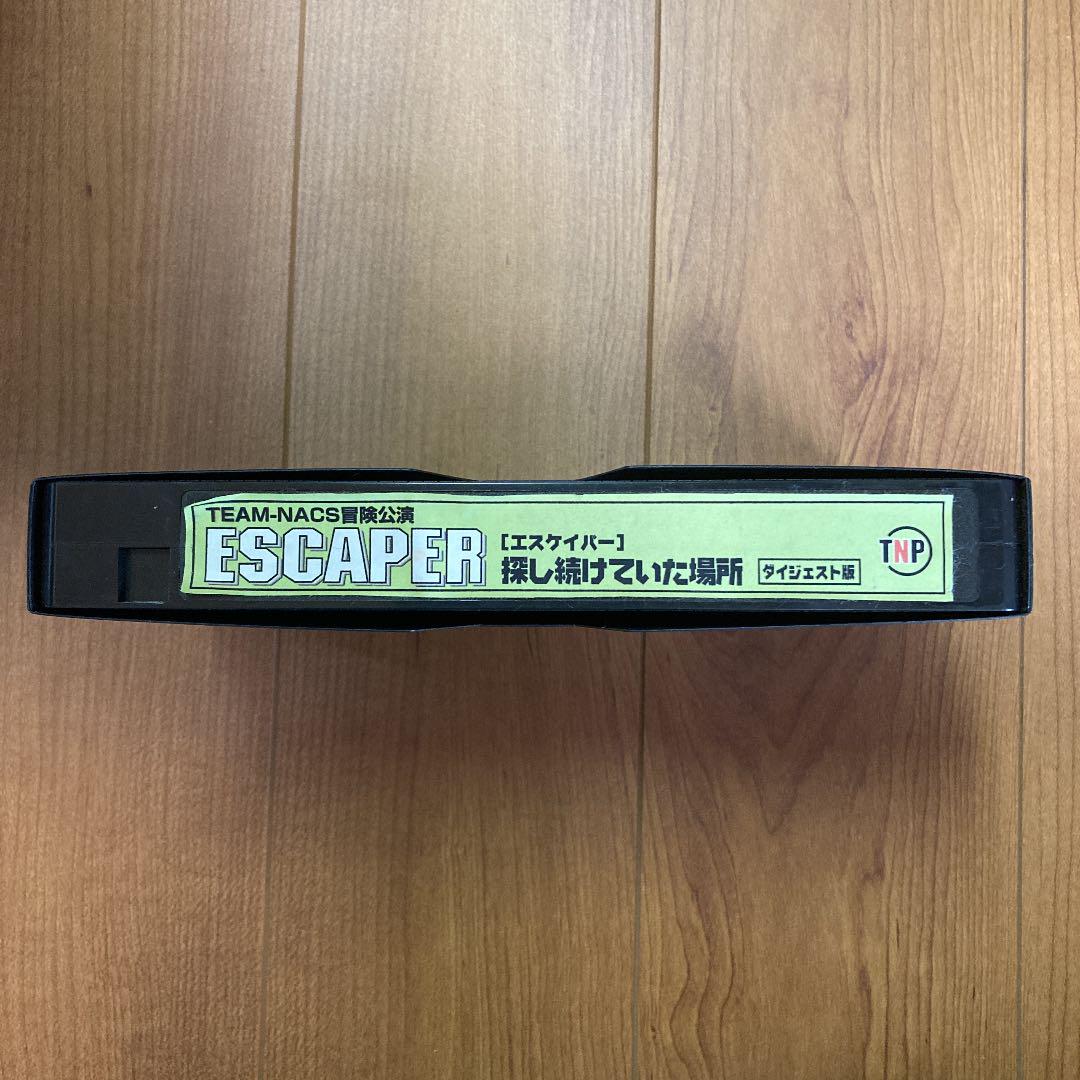 TEAM-NACS冒険公演
ESCAPER
[エスケイパー]
探し続けていた場所
ダイジェスト版
TNP